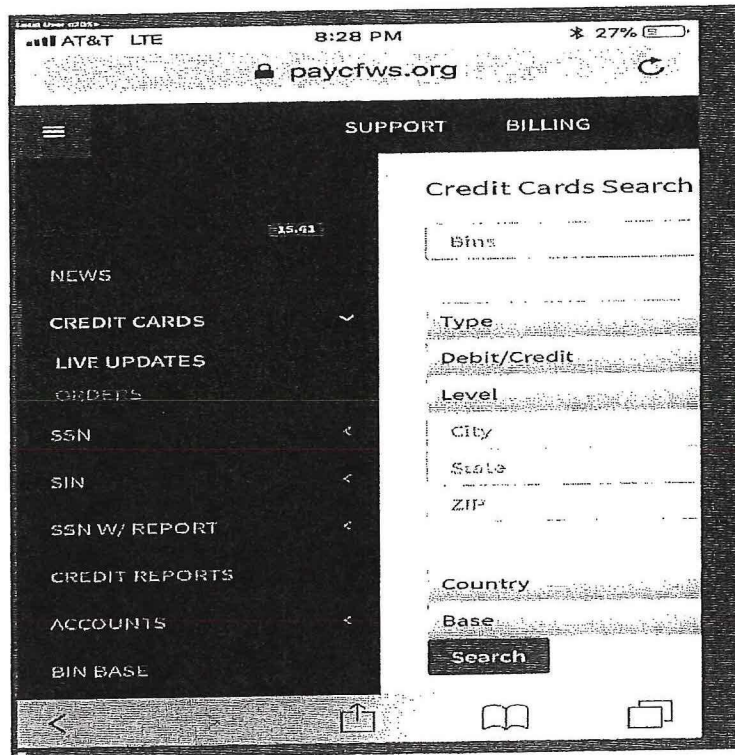 AT&T LTE 8:28 PM 27%
paycfws.org
SUPPORT BILLING
15.41
NEWS
CREDIT CARDS
LIVE UPDATES
ORDERS
SSN
SIN
SSN W/ REPORT
CREDIT REPORTS
ACCOUNTS
BIN BASE
Credit Cards Search
Bins
Type
Debit/Credit
Level
City
State
ZIP
Country
Base
Search